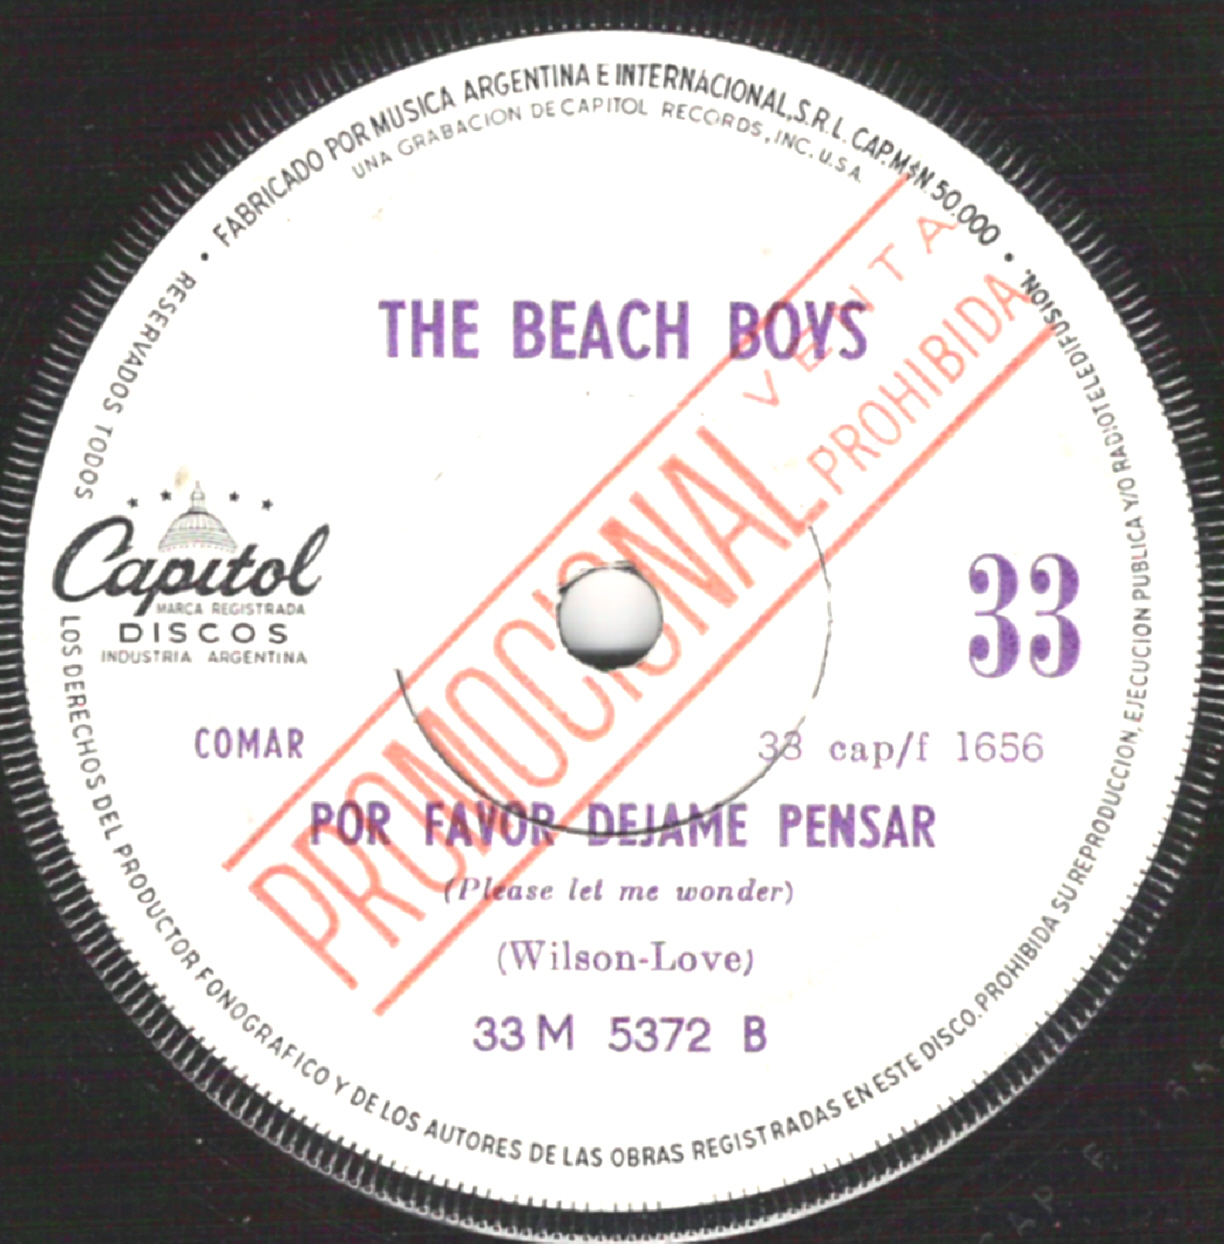 • FABRICADO POR MUSICA ARGENTINA E INTERNACIONAL, S.R.L. CAP. M$N. 50.000 •
UNA GRABACION DE CAPITOL RECORDS, INC. U.S.A.
RESERVADOS TODOS
LOS DERECHOS DEL PRODUCTOR FONOGRAFICO Y DE LOS AUTORES DE LAS OBRAS REGISTRADAS EN ESTE DISCO. PROHIBIDA SU REPRODUCCION, EJECUCION PUBLICA Y/O RADIOTELEDIFUSION.
THE BEACH BOYS
VENTA
PROHIBIDA
PROMOCIONAL
Capitol
MARCA REGISTRADA
DISCOS
INDUSTRIA ARGENTINA
33
COMAR
33 cap/f 1656
POR FAVOR DEJAME PENSAR
(Please let me wonder)
(Wilson-Love)
33 M 5372 B